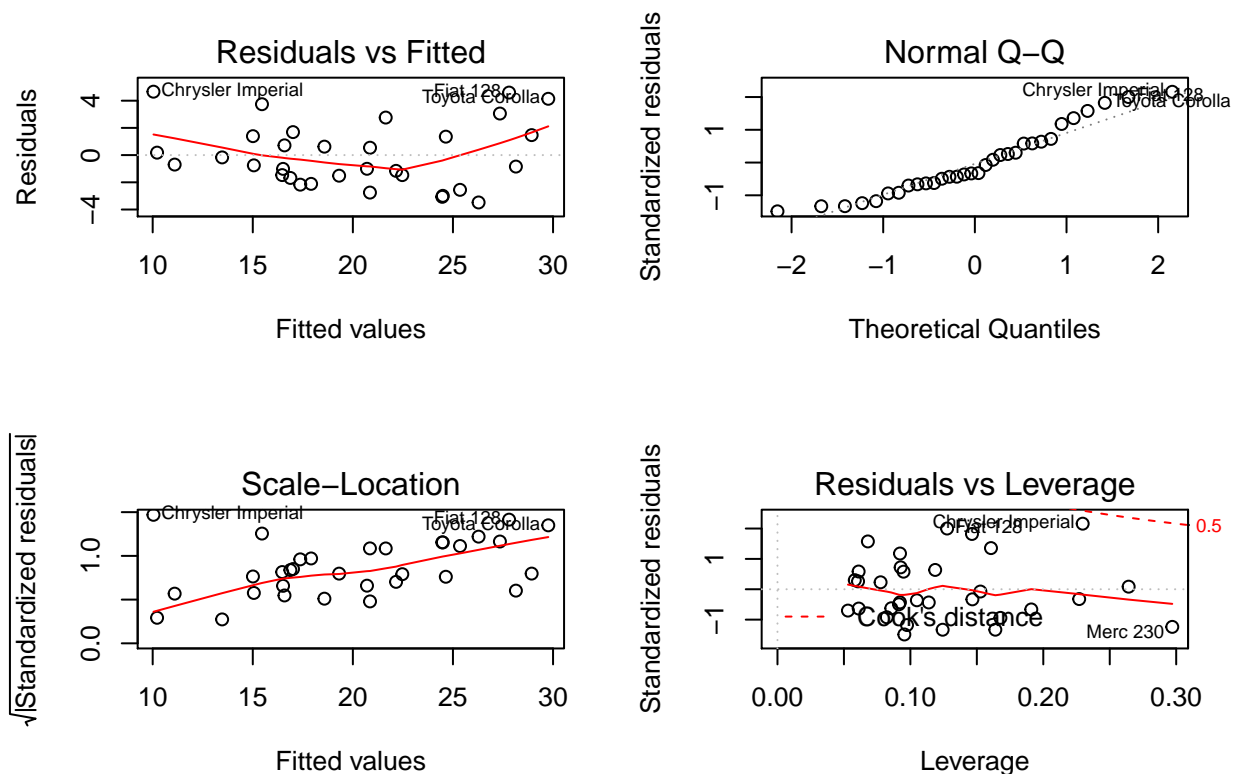 Residuals vs Fitted
Residuals
4
0
−4
Chrysler Imperial
Fiat 128
Toyota Corolla
10 15 20 25 30
Fitted values
Normal Q−Q
Standardized residuals
1
−1
Chrysler Imperial
Fiat 128
Toyota Corolla
−2 −1 0 1 2
Theoretical Quantiles
Scale−Location
√|Standardized residuals|
1.0
0.0
Chrysler Imperial
Fiat 128
Toyota Corolla
10 15 20 25 30
Fitted values
Residuals vs Leverage
Standardized residuals
1
−1
Chrysler Imperial
Fiat 128
0.5
Cook's distance
Merc 230
0.00 0.10 0.20 0.30
Leverage